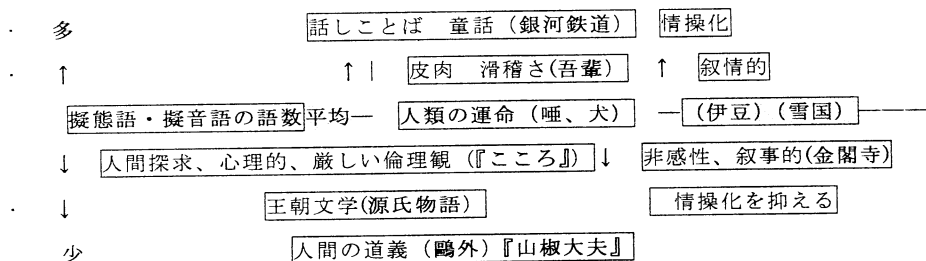 ・ 多 話しことば 童話（銀河鉄道） 情操化
・ ↑ ↑｜ 皮肉 滑稽さ(吾輩） ↑ 叙情的
擬態語・擬音語の語数平均― 人類の運命（唖、犬） ―(伊豆）(雪国）――
↓ 人間探求、心理的、厳しい倫理観（『こころ』）↓ 非感性、叙事的(金閣寺)
・ ↓ 王朝文学(源氏物語） 情操化を抑える
少 人間の道義（鷗外）『山椒大夫』